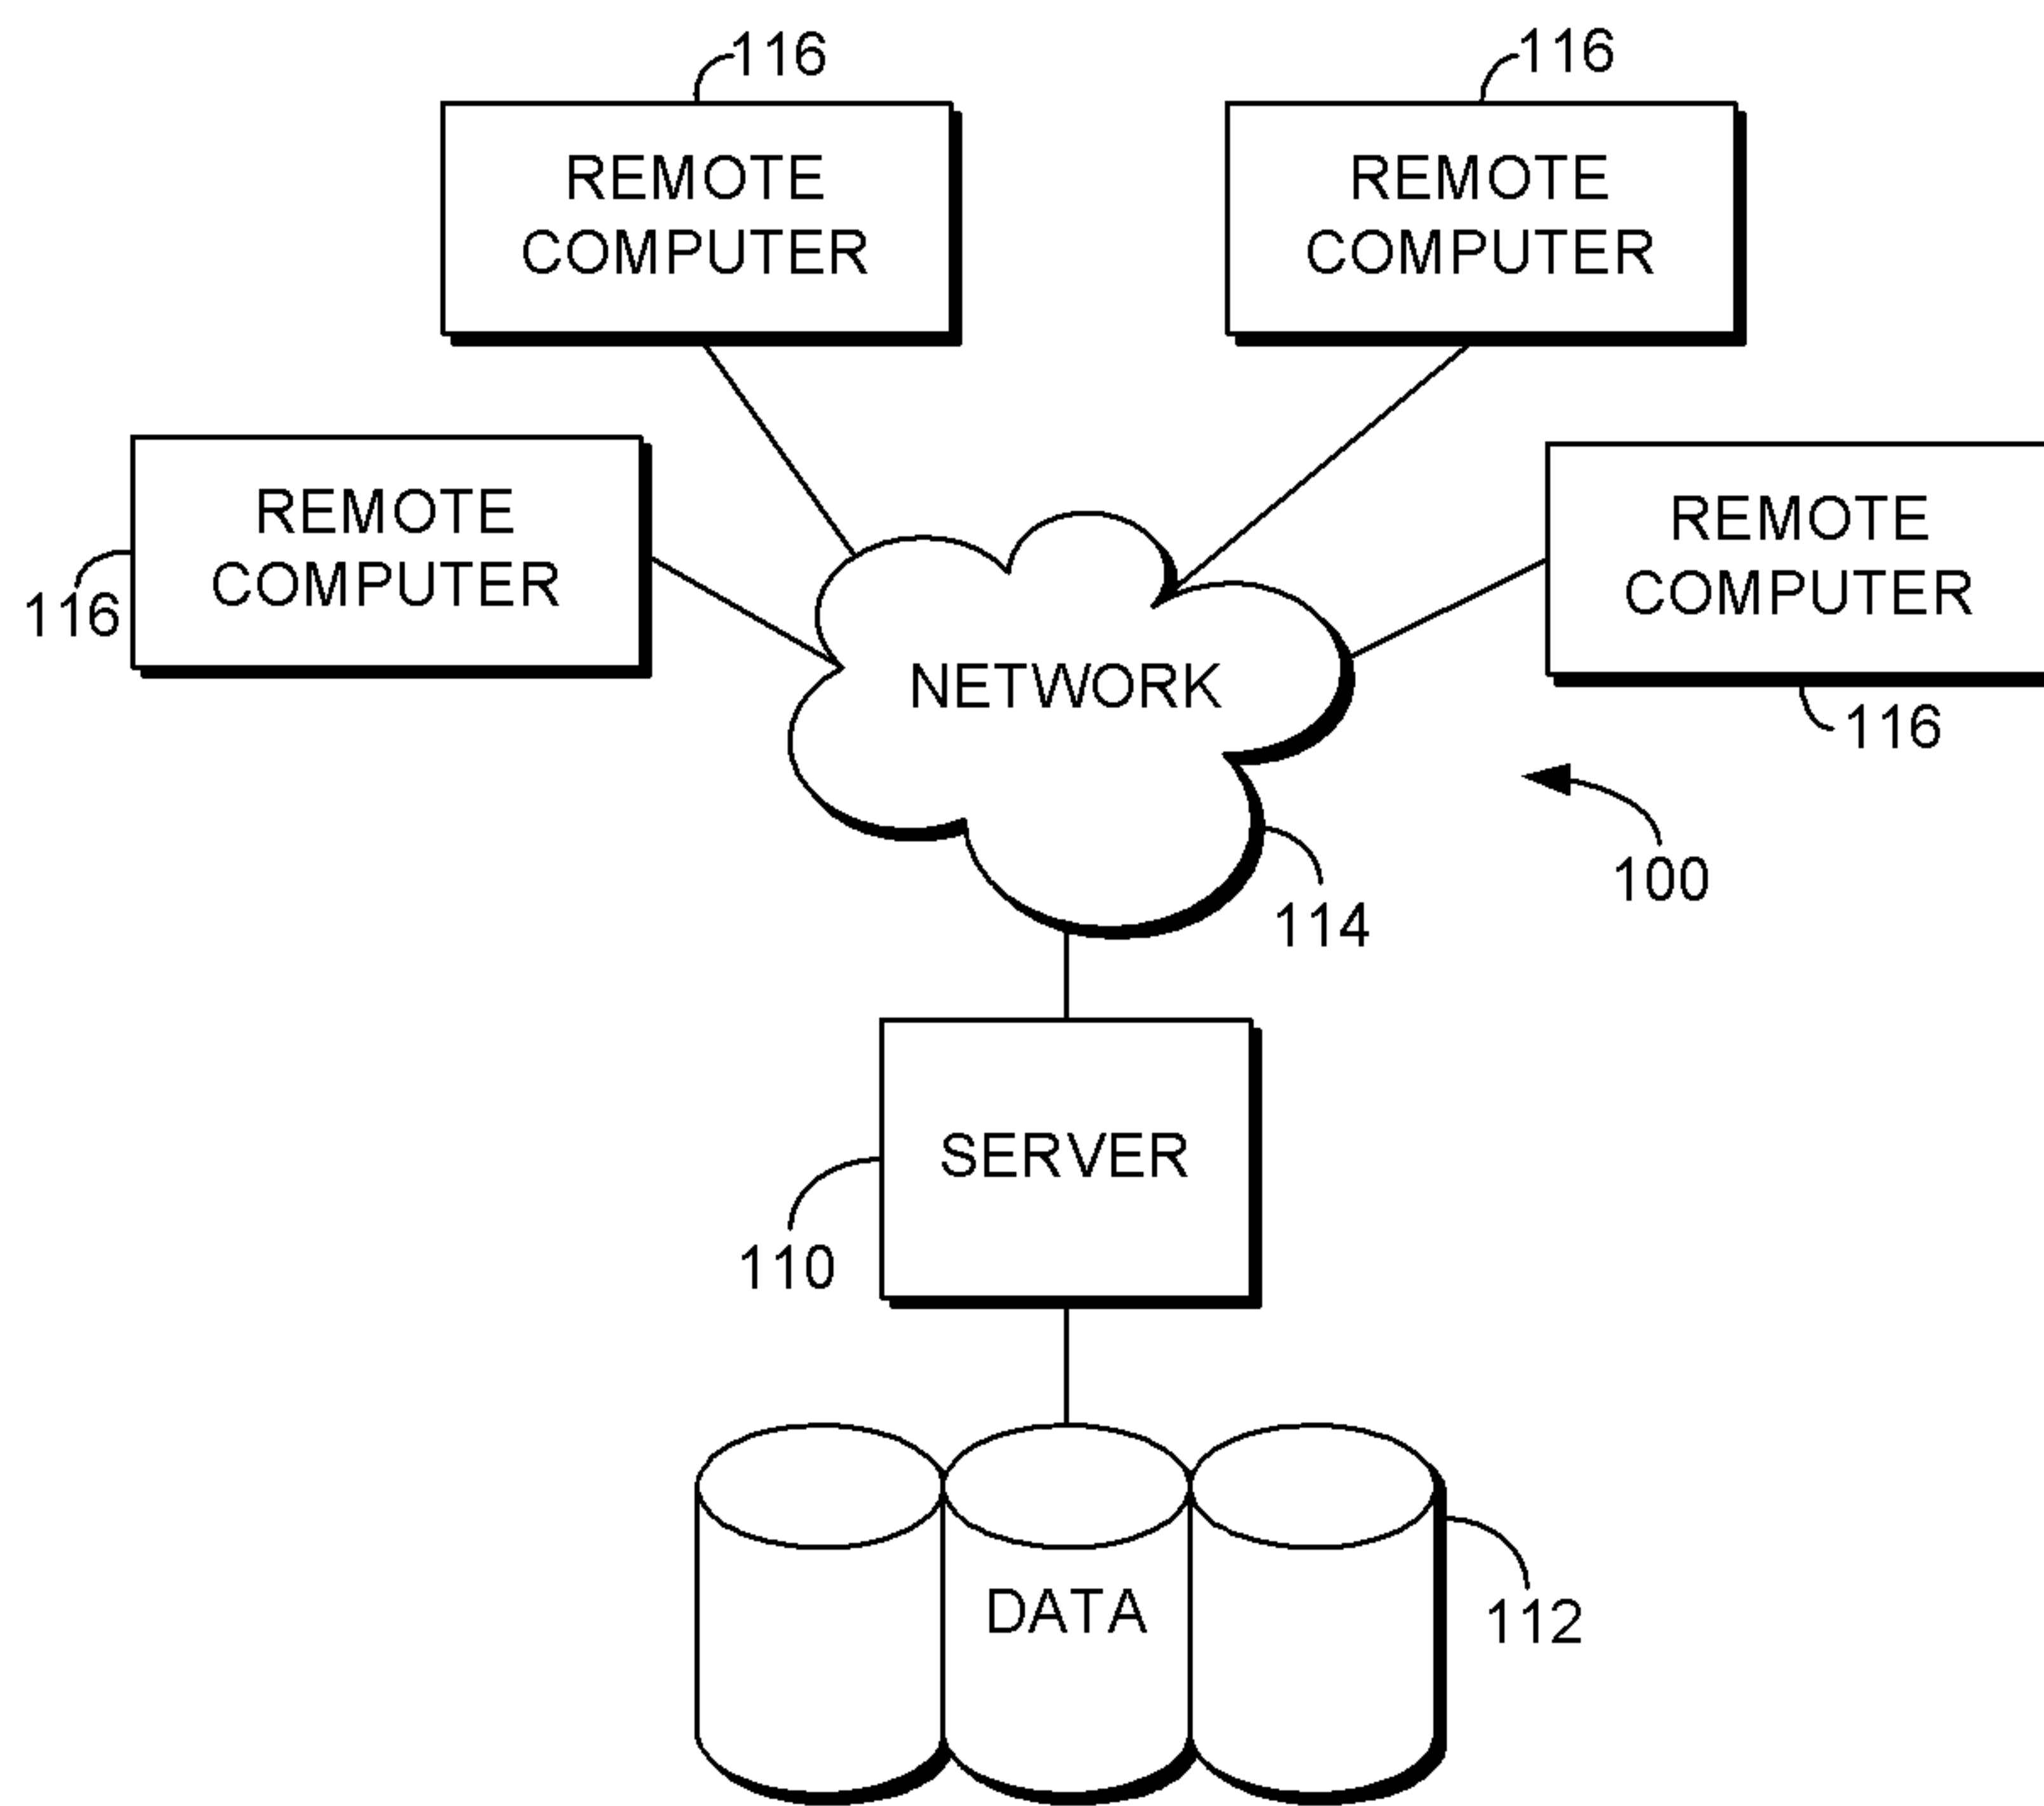 116
116
REMOTE
COMPUTER
REMOTE
COMPUTER
REMOTE
COMPUTER
116
REMOTE
COMPUTER
116
NETWORK
100
114
SERVER
110
DATA
112